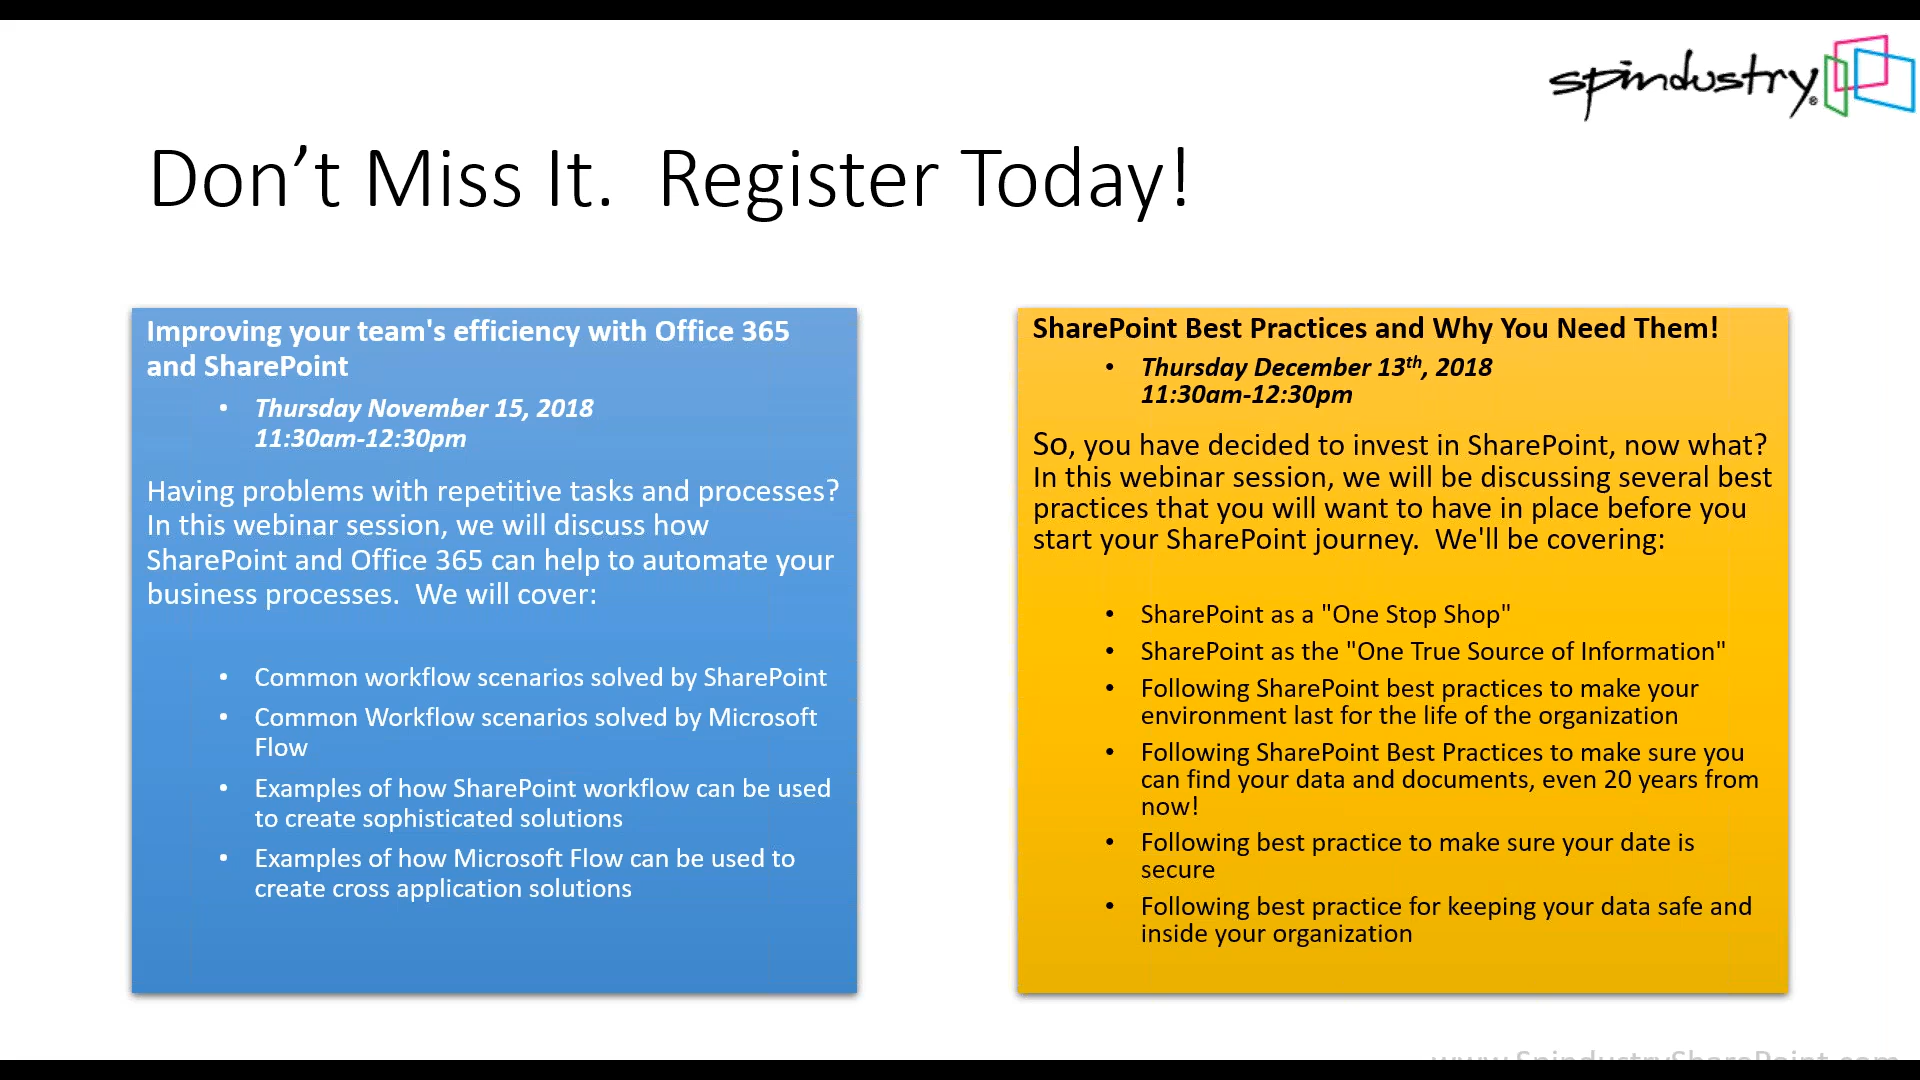 spindustry®
Don’t Miss It.  Register Today!
Improving your team's efficiency with Office 365
and SharePoint
• Thursday November 15, 2018
11:30am-12:30pm
Having problems with repetitive tasks and processes?
In this webinar session, we will discuss how
SharePoint and Office 365 can help to automate your
business processes.  We will cover:
• Common workflow scenarios solved by SharePoint
• Common Workflow scenarios solved by Microsoft
Flow
• Examples of how SharePoint workflow can be used
to create sophisticated solutions
• Examples of how Microsoft Flow can be used to
create cross application solutions
SharePoint Best Practices and Why You Need Them!
• Thursday December 13th, 2018
11:30am-12:30pm
So, you have decided to invest in SharePoint, now what?
In this webinar session, we will be discussing several best
practices that you will want to have in place before you
start your SharePoint journey.  We'll be covering:
• SharePoint as a "One Stop Shop"
• SharePoint as the "One True Source of Information"
• Following SharePoint best practices to make your
environment last for the life of the organization
• Following SharePoint Best Practices to make sure you
can find your data and documents, even 20 years from
now!
• Following best practice to make sure your date is
secure
• Following best practice for keeping your data safe and
inside your organization
www.SpindustrySharePoint.com